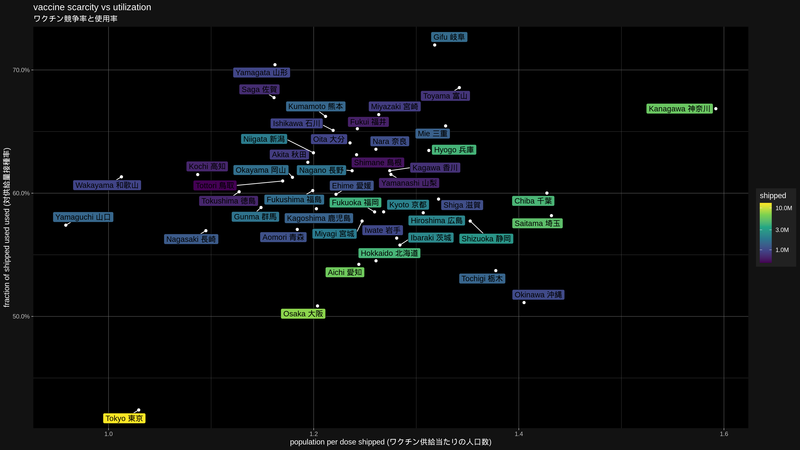 vaccine scarcity vs utilization
ワクチン競争率と使用率
Gifu 岐阜
Yamagata 山形
Saga 佐賀
Toyama 富山
Kumamoto 熊本
Miyazaki 宮崎
Kanagawa 神奈川
Ishikawa 石川
Fukui 福井
Mie 三重
Niigata 新潟
Oita 大分
Nara 奈良
Hyogo 兵庫
Akita 秋田
Kochi 高知
Okayama 岡山
Nagano 長野
Shimane 島根
Kagawa 香川
Wakayama 和歌山
Tottori 鳥取
Ehime 愛媛
Yamanashi 山梨
Tokushima 徳島
Fukushima 福島
Fukuoka 福岡
Kyoto 京都
Shiga 滋賀
Chiba 千葉
Yamaguchi 山口
Gunma 群馬
Kagoshima 鹿児島
Hiroshima 広島
Saitama 埼玉
Nagasaki 長崎
Aomori 青森
Miyagi 宮城
Iwate 岩手
Ibaraki 茨城
Shizuoka 静岡
Hokkaido 北海道
Aichi 愛知
Tochigi 栃木
Okinawa 沖縄
Osaka 大阪
Tokyo 東京
70.0%
60.0%
50.0%
fraction of shipped used used (対供給量接種率)
1.0
1.2
1.4
1.6
population per dose shipped (ワクチン供給当たりの人口数)
shipped
10.0M
3.0M
1.0M